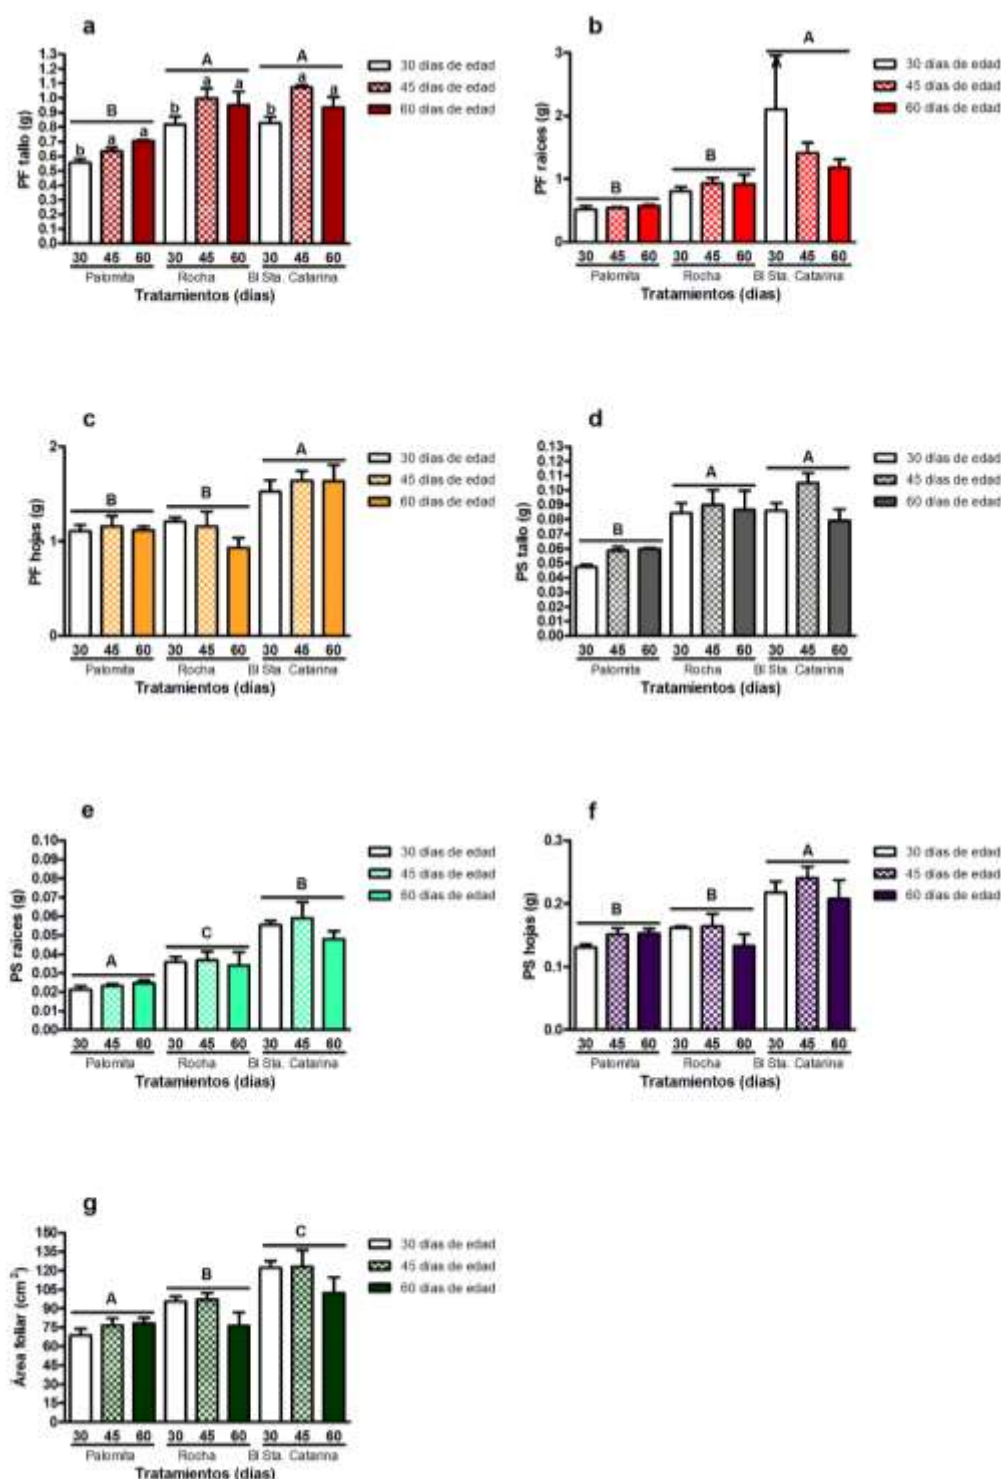 a
PF tallo (g)
1.3
1.2
1.1
1.0
0.9
0.8
0.7
0.6
0.5
0.4
0.3
0.2
0.1
0.0
B
A
A
b a a
b a a
b a a
30 45 60 30 45 60 30 45 60
Palomita Rocha Bl Sta. Catarina
Tratamientos (días)
30 días de edad
45 días de edad
60 días de edad
b
PF raíces (g)
3
2
1
0
B
B
A
30 45 60 30 45 60 30 45 60
Palomita Rocha Bl Sta. Catarina
Tratamientos (días)
30 días de edad
45 días de edad
60 días de edad
c
PF hojas (g)
2
1
0
B
B
A
30 45 60 30 45 60 30 45 60
Palomita Rocha Bl Sta. Catarina
Tratamientos (días)
30 días de edad
45 días de edad
60 días de edad
d
PS tallo (g)
0.13
0.12
0.11
0.10
0.09
0.08
0.07
0.06
0.05
0.04
0.03
0.02
0.01
0.00
B
A
A
30 45 60 30 45 60 30 45 60
Palomita Rocha Bl Sta. Catarina
Tratamientos (días)
30 días de edad
45 días de edad
60 días de edad
e
PS raíces (g)
0.10
0.09
0.08
0.07
0.06
0.05
0.04
0.03
0.02
0.01
0.00
A
C
B
30 45 60 30 45 60 30 45 60
Palomita Rocha Bl Sta. Catarina
Tratamientos (días)
30 días de edad
45 días de edad
60 días de edad
f
PS hojas (g)
0.3
0.2
0.1
0.0
B
B
A
30 45 60 30 45 60 30 45 60
Palomita Rocha Bl Sta. Catarina
Tratamientos (días)
30 días de edad
45 días de edad
60 días de edad
g
Área foliar (cm²)
150
135
120
105
90
75
60
45
30
15
0
A
B
C
30 45 60 30 45 60 30 45 60
Palomita Rocha Bl Sta. Catarina
Tratamientos (días)
30 días de edad
45 días de edad
60 días de edad